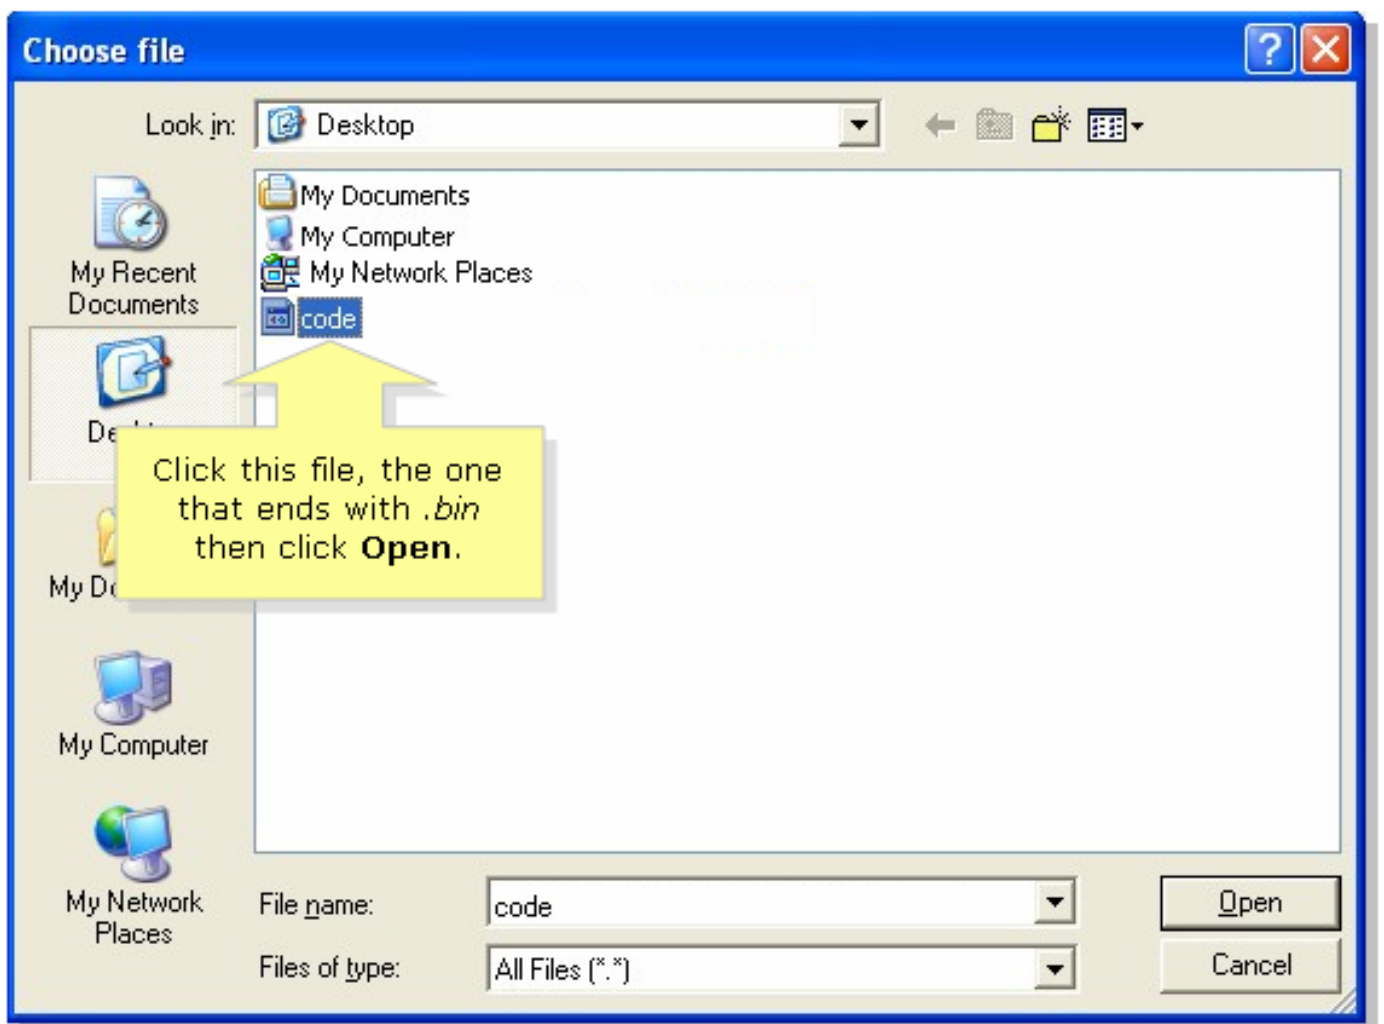 Choose file
Look in:
Desktop
My Documents
My Computer
My Network Places
code
My Recent
Documents
Click this file, the one
that ends with .bin
then click Open.
My Computer
My Network
Places
File name:
code
Open
Files of type:
All Files (*.*)
Cancel